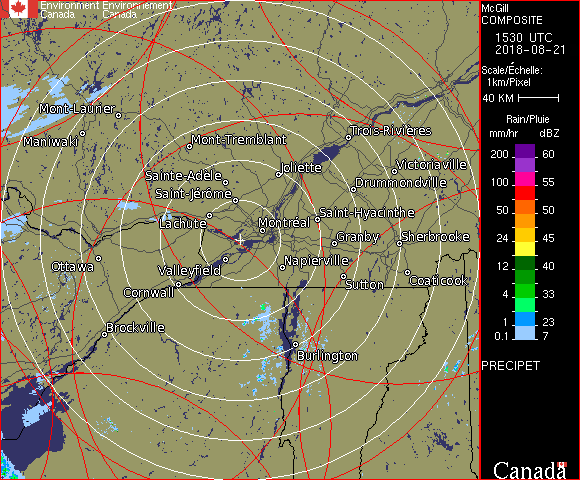 Environment Environnement
Canada Canada
McGill
COMPOSITE
1530 UTC
2018-08-21
Scale/Échelle:
1km/Pixel
40 KM
Rain/Pluie
mm/hr dBZ
200 60
100 55
50 50
24 45
12 40
4 33
1 23
0.1 7
PRECIPET
Canada
Mont-Laurier
Maniwaki
Mont-Tremblant
Trois-Rivières
Joliette
Victoriaville
Sainte-Adèle
Drummondville
Saint-Jérôme
Lachute
Saint-Hyacinthe
Montréal
Granby
Sherbrooke
Ottawa
Valleyfield
Napierville
Coaticook
Cornwall
Sutton
Brockville
Burlington